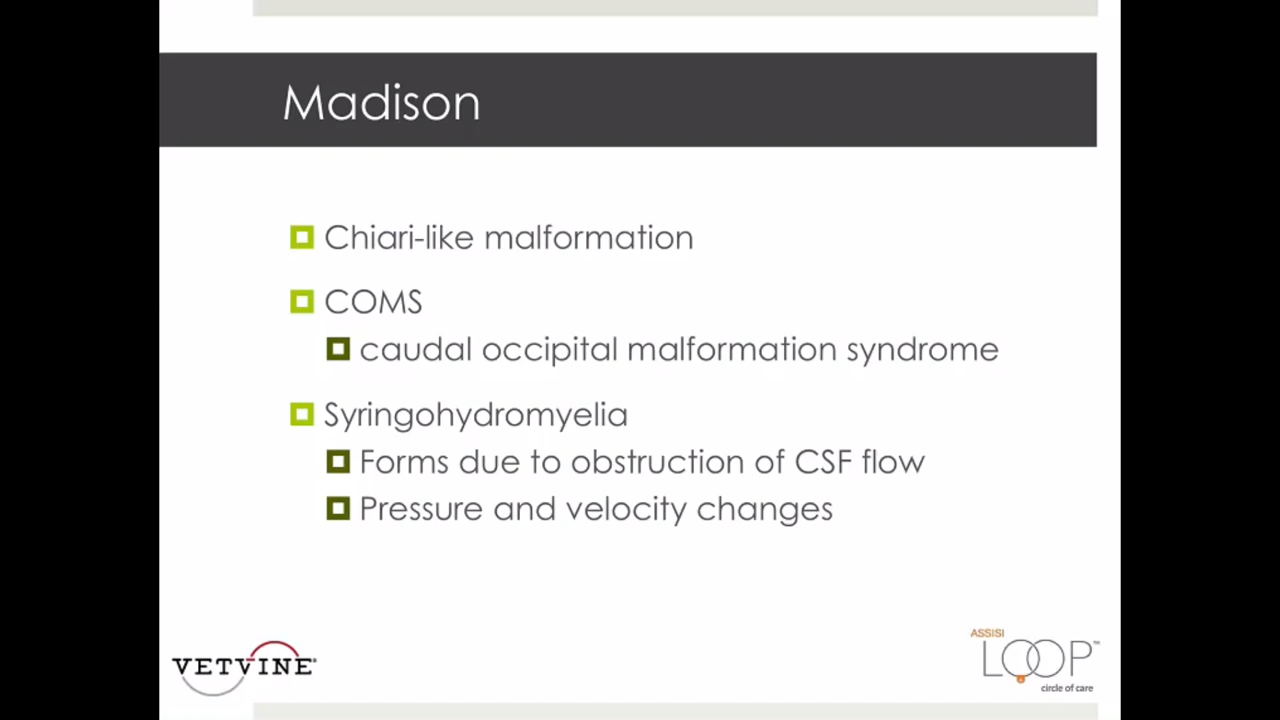 Madison
Chiari-like malformation
COMS
caudal occipital malformation syndrome
Syringohydromyelia
Forms due to obstruction of CSF flow
Pressure and velocity changes
VETVINE®
ASSISI
LOOP™
circle of care